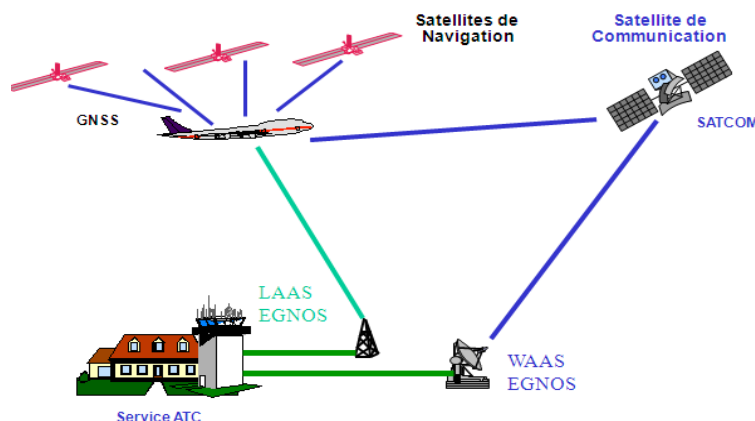 Satellites de
Navigation
Satellite de
Communication
GNSS
SATCOM
LAAS
EGNOS
WAAS
EGNOS
Service ATC